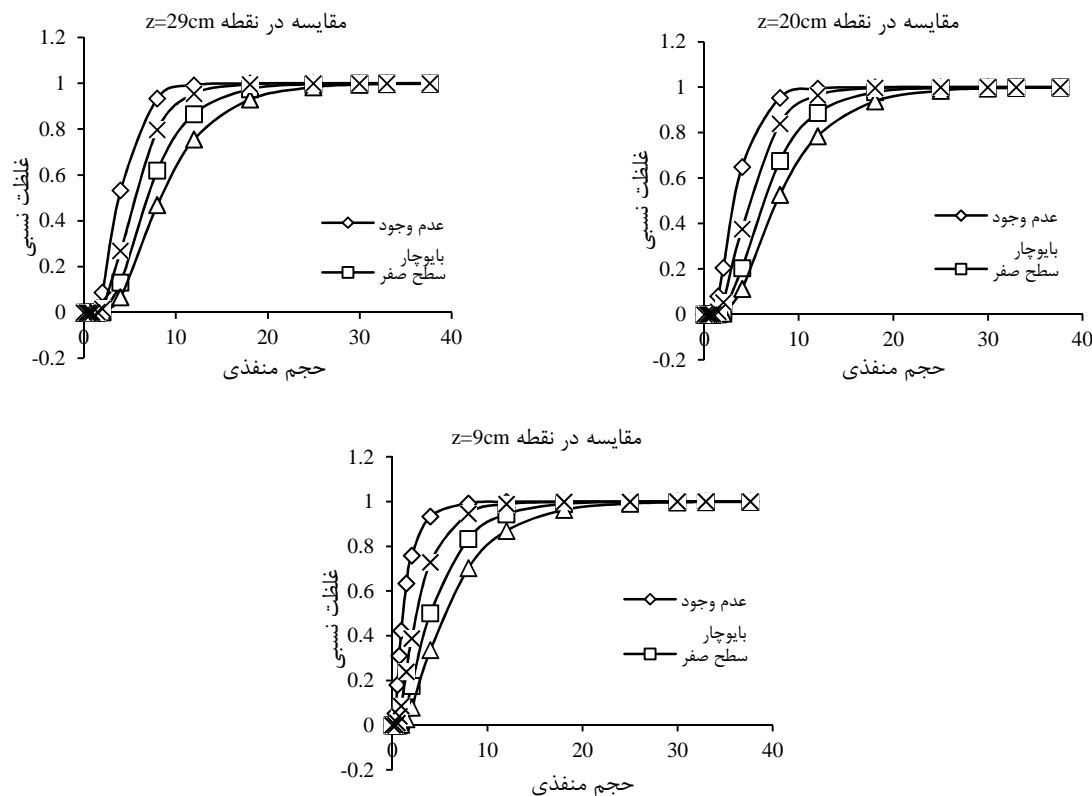 مقایسه در نقطه z=29cm
1.2
1
0.8
0.6
0.4
0.2
0
-0.2
0 10 20 30 40
غلظت نسبی
حجم منفذی
عدم وجود
بایوچار
سطح صفر
مقایسه در نقطه z=20cm
1.2
1
0.8
0.6
0.4
0.2
0
-0.2
0 10 20 30 40
غلظت نسبی
حجم منفذی
عدم وجود
بایوچار
سطح صفر
مقایسه در نقطه z=9cm
1.2
1
0.8
0.6
0.4
0.2
0
-0.2
0 10 20 30 40
غلظت نسبی
حجم منفذی
عدم وجود
بایوچار
سطح صفر